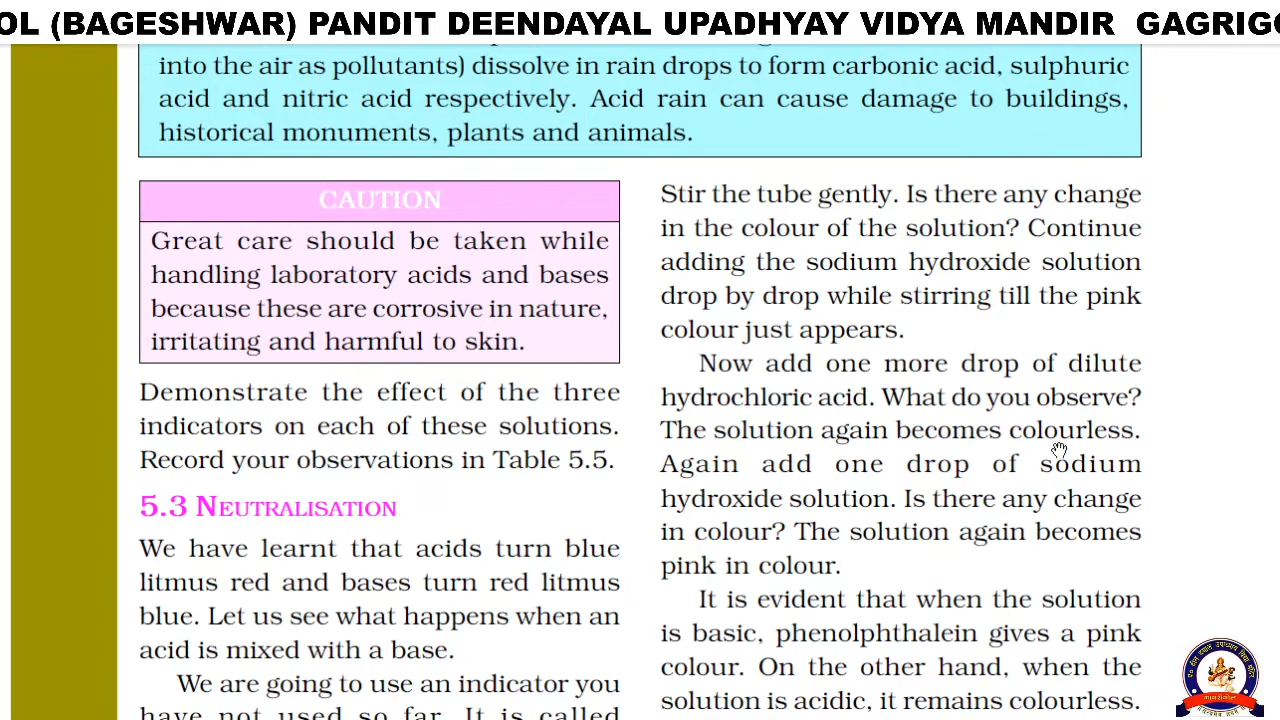 OL (BAGESHWAR) PANDIT DEENDAYAL UPADHYAY VIDYA MANDIR GAGRIG
into the air as pollutants) dissolve in rain drops to form carbonic acid, sulphuric
acid and nitric acid respectively. Acid rain can cause damage to buildings,
historical monuments, plants and animals.
CAUTION
Great care should be taken while
handling laboratory acids and bases
because these are corrosive in nature,
irritating and harmful to skin.
Demonstrate the effect of the three
indicators on each of these solutions.
Record your observations in Table 5.5.
5.3 NEUTRALISATION
We have learnt that acids turn blue
litmus red and bases turn red litmus
blue. Let us see what happens when an
acid is mixed with a base.
We are going to use an indicator you
have not used so far. It is called
Stir the tube gently. Is there any change
in the colour of the solution? Continue
adding the sodium hydroxide solution
drop by drop while stirring till the pink
colour just appears.
Now add one more drop of dilute
hydrochloric acid. What do you observe?
The solution again becomes colourless.
Again add one drop of sodium
hydroxide solution. Is there any change
in colour? The solution again becomes
pink in colour.
It is evident that when the solution
is basic, phenolphthalein gives a pink
colour. On the other hand, when the
solution is acidic, it remains colourless.